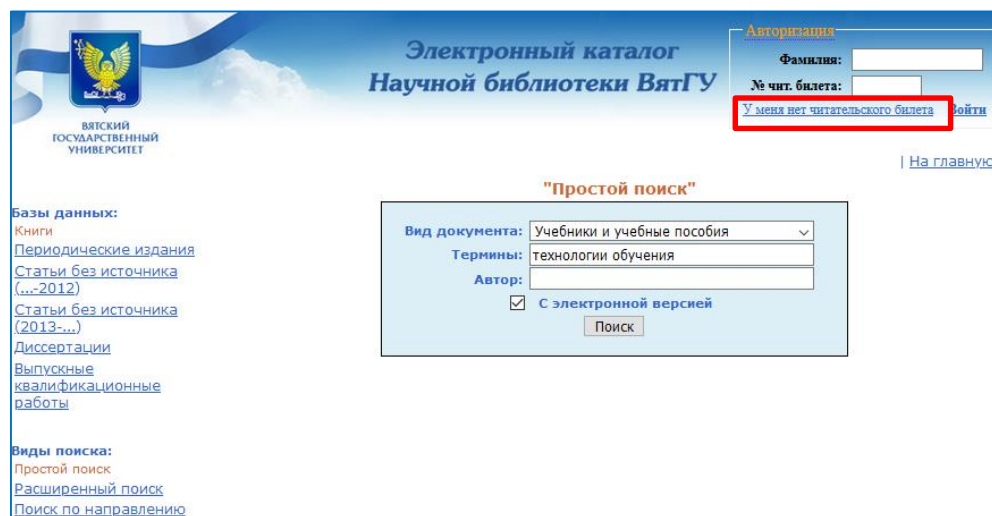 Электронный каталог
Научной библиотеки ВятГУ
ВЯТСКИЙ
ГОСУДАРСТВЕННЫЙ
УНИВЕРСИТЕТ
Авторизация
Фамилия:
№ чит. билета:
У меня нет читательского билета Войти
| На главную
"Простой поиск"
Вид документа: Учебники и учебные пособия
Термины: технологии обучения
Автор:
С электронной версией
Поиск
Базы данных:
Книги
Периодические издания
Статьи без источника
(...-2012)
Статьи без источника
(2013-...)
Диссертации
Выпускные
квалификационные
работы
Виды поиска:
Простой поиск
Расширенный поиск
Поиск по направлению